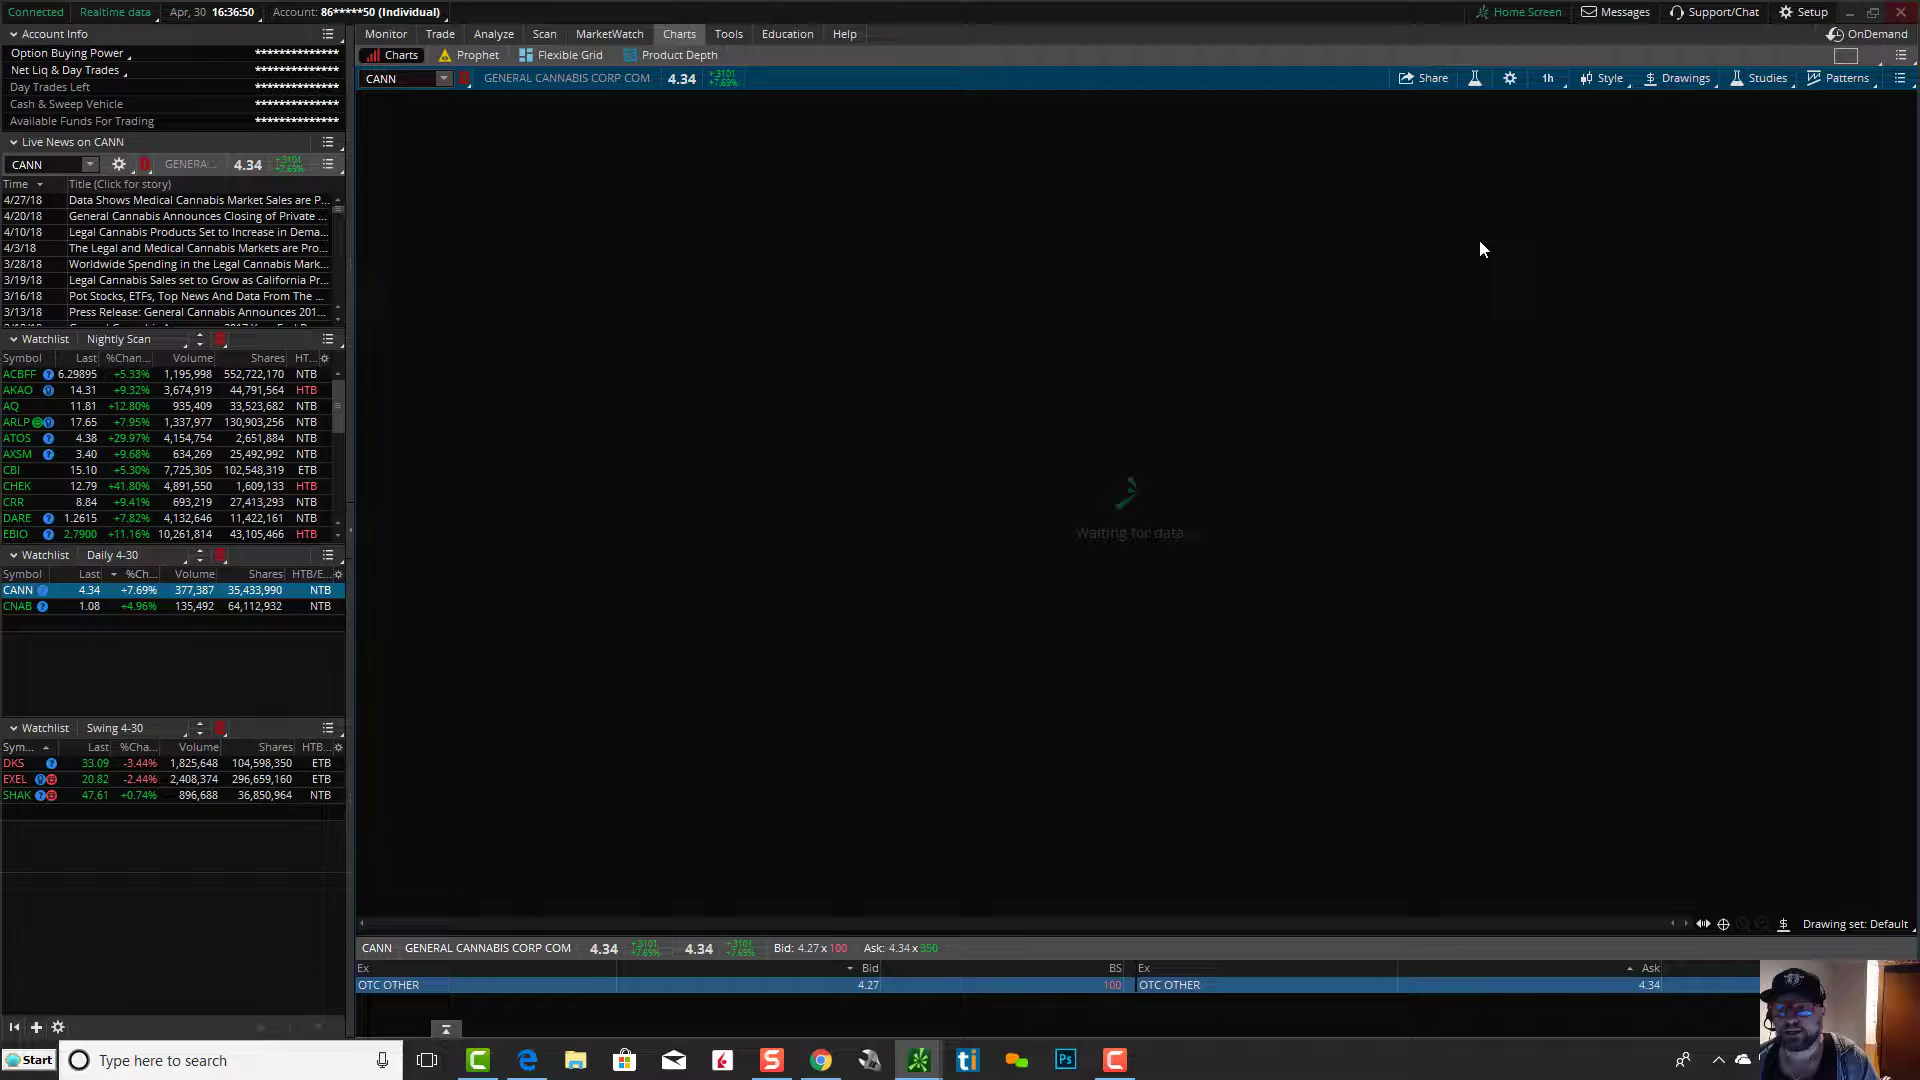 Connected Realtime data Apr, 30 16:36:50 Account: 86*****50 (Individual) Home Screen Messages Support/Chat Setup
Account Info Monitor Trade Analyze Scan MarketWatch Charts Tools Education Help OnDemand
Option Buying Power **************
Charts Prophet Flexible Grid Product Depth
Net Liq & Day Trades **************
CANN GENERAL CANNABIS CORP COM 4.34 +.3101 +7.69% Share 1h Style Drawings Studies Patterns
Day Trades Left **************
Cash & Sweep Vehicle **************
Available Funds For Trading **************
Live News on CANN
CANN GENERA... 4.34 +.3101 +7.69%
Time Title (Click for story)
4/27/18 Data Shows Medical Cannabis Market Sales are P...
4/20/18 General Cannabis Announces Closing of Private ...
4/10/18 Legal Cannabis Products Set to Increase in Dema...
4/3/18 The Legal and Medical Cannabis Markets are Pro...
3/28/18 Worldwide Spending in the Legal Cannabis Mark...
3/19/18 Legal Cannabis Sales set to Grow as California Pr...
3/16/18 Pot Stocks, ETFs, Top News And Data From The ...
3/13/18 Press Release: General Cannabis Announces 201...
Watchlist Nightly Scan
Symbol Last %Chan... Volume Shares HT...
ACBFF 6.29895 +5.33% 1,195,998 552,722,170 NTB
AKAO 14.31 +9.32% 3,674,919 44,791,564 HTB
AQ 11.81 +12.80% 935,409 33,523,682 NTB
ARLP 17.65 +7.95% 1,337,977 130,903,256 NTB
ATOS 4.38 +29.97% 4,154,754 2,651,884 NTB
AXSM 3.40 +9.68% 634,269 25,492,992 NTB
CBI 15.10 +5.30% 7,725,305 102,548,319 ETB
CHEK 12.79 +41.80% 4,891,550 1,609,133 HTB
CRR 8.84 +9.41% 693,219 27,413,293 NTB
DARE 1.2615 +7.82% 4,132,646 11,422,161 NTB
EBIO 2.7900 +11.16% 10,261,814 43,105,466 HTB
Waiting for data
Watchlist Daily 4-30
Symbol Last %Ch... Volume Shares HTB/E...
CANN 4.34 +7.69% 377,387 35,433,990 NTB
CNAB 1.08 +4.96% 135,492 64,112,932 NTB
Watchlist Swing 4-30
Sym... Last %Cha... Volume Shares HTB...
DKS 33.09 -3.44% 1,825,648 104,598,350 ETB
EXEL 20.82 -2.44% 2,408,374 296,659,160 ETB
SHAK 47.61 +0.74% 896,688 36,850,964 NTB
Drawing set: Default
CANN GENERAL CANNABIS CORP COM 4.34 +.3101 +7.69% 4.34 +.3101 +7.69% Bid: 4.27 x 100 Ask: 4.34 x 350
Ex Bid BS Ex Ask
OTC OTHER 4.27 100 OTC OTHER 4.34
Start Type here to search